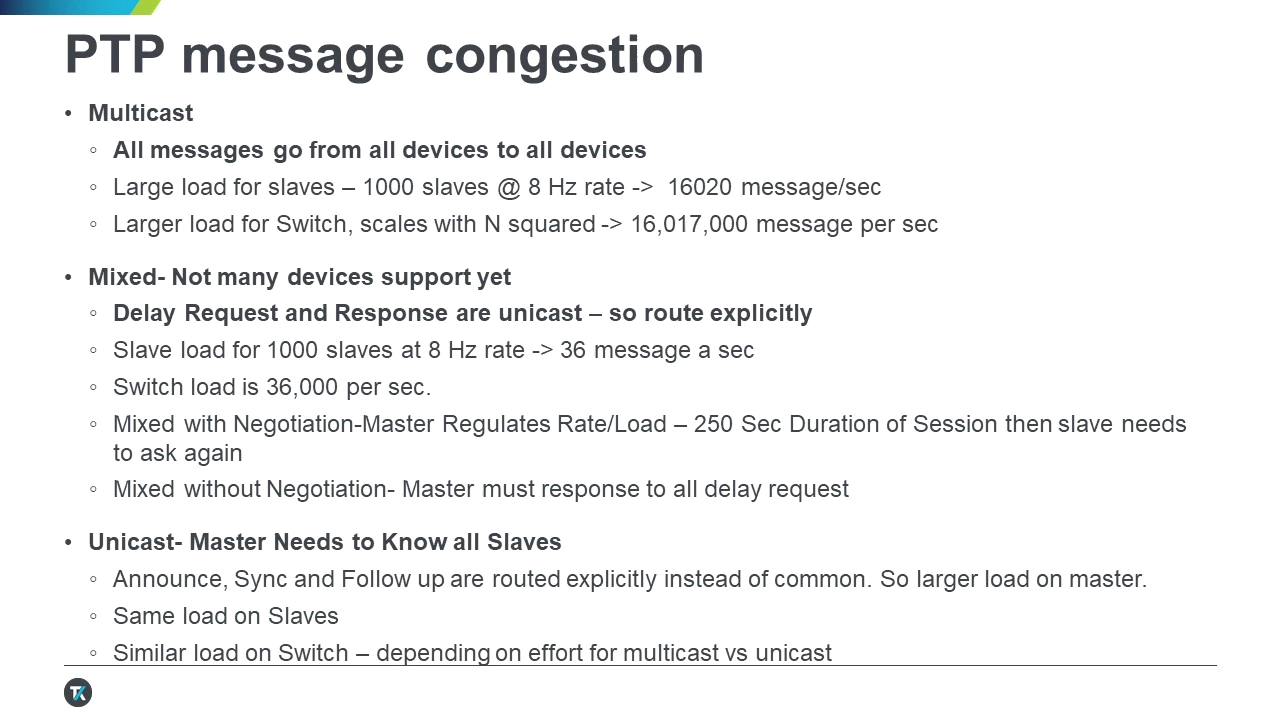 PTP message congestion
• Multicast
◦ All messages go from all devices to all devices
◦ Large load for slaves – 1000 slaves @ 8 Hz rate -> 16020 message/sec
◦ Larger load for Switch, scales with N squared -> 16,017,000 message per sec
• Mixed- Not many devices support yet
◦ Delay Request and Response are unicast – so route explicitly
◦ Slave load for 1000 slaves at 8 Hz rate -> 36 message a sec
◦ Switch load is 36,000 per sec.
◦ Mixed with Negotiation-Master Regulates Rate/Load – 250 Sec Duration of Session then slave needs
to ask again
◦ Mixed without Negotiation- Master must response to all delay request
• Unicast- Master Needs to Know all Slaves
◦ Announce, Sync and Follow up are routed explicitly instead of common. So larger load on master.
◦ Same load on Slaves
◦ Similar load on Switch – depending on effort for multicast vs unicast